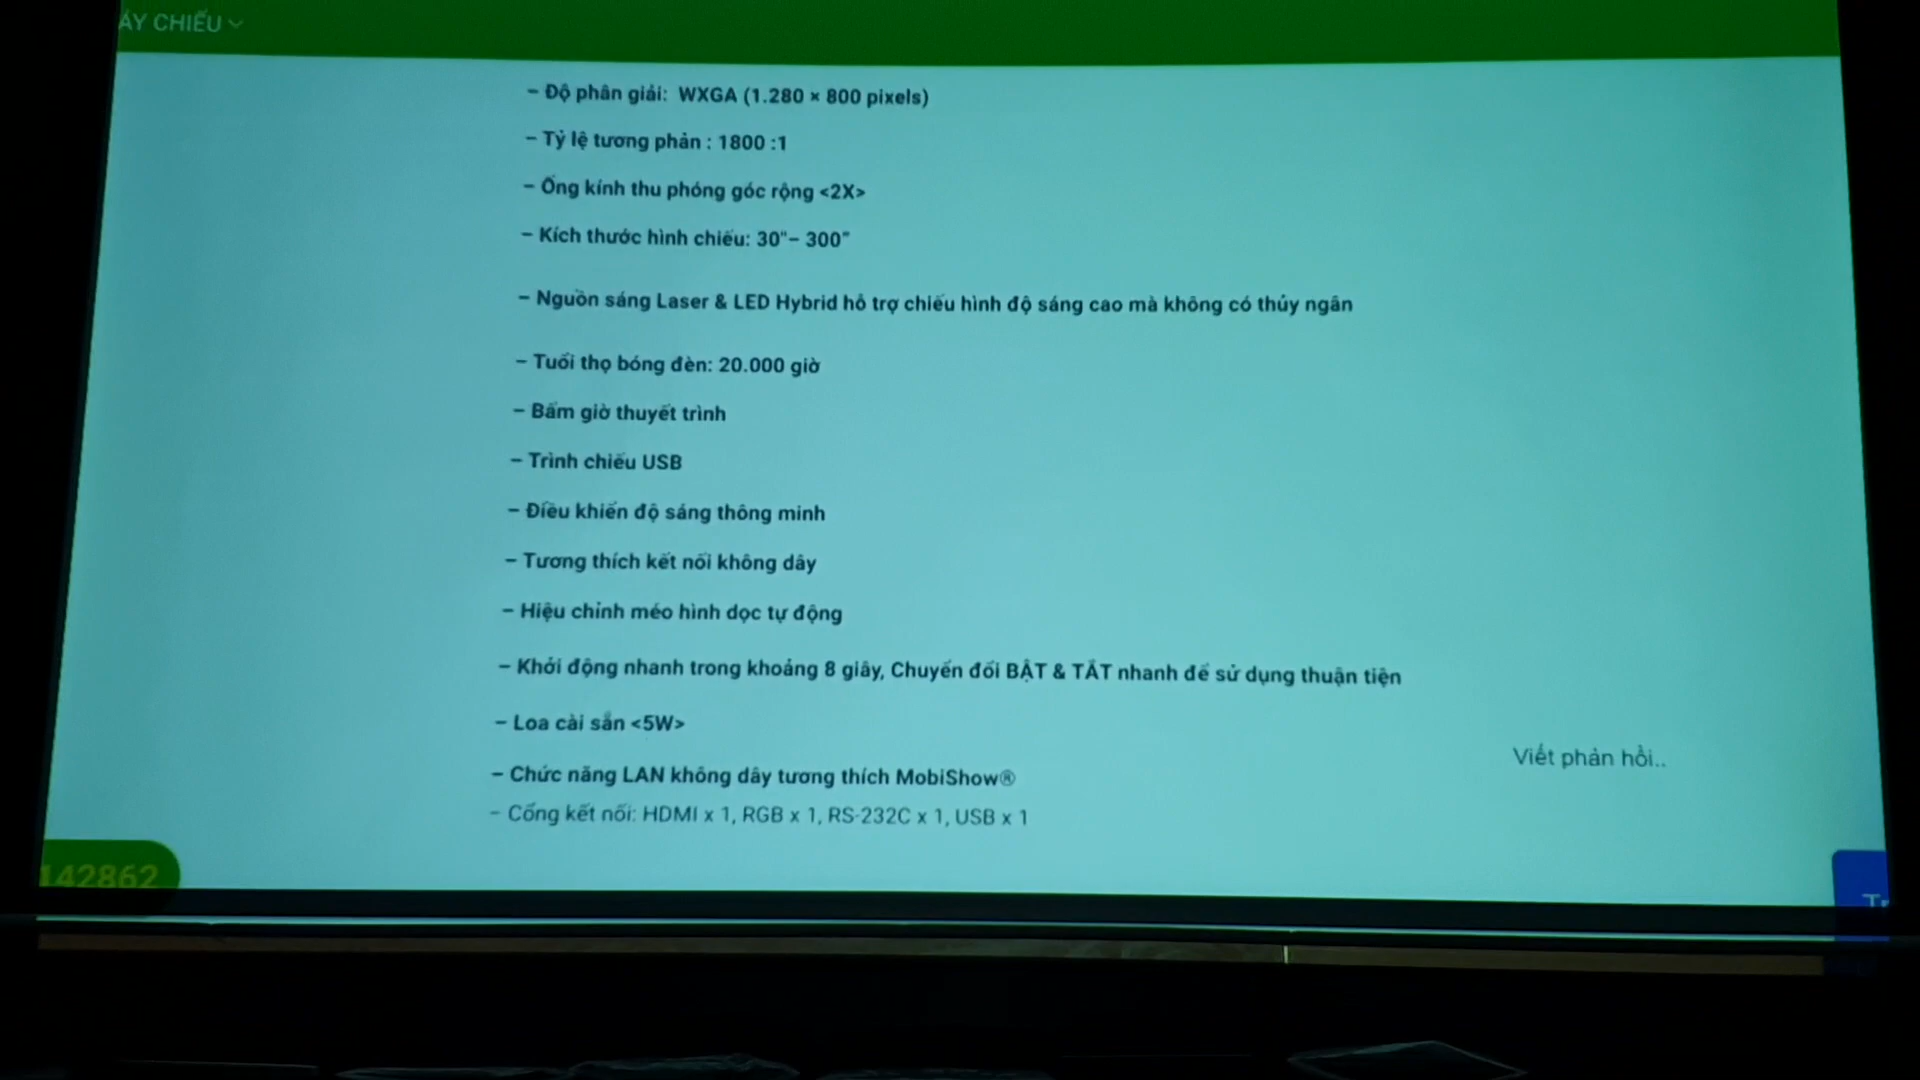 ÁY CHIẾU
– Độ phân giải: WXGA (1.280 × 800 pixels)
– Tỷ lệ tương phản : 1800 :1
– Ống kính thu phóng góc rộng <2X>
– Kích thước hình chiếu: 30"– 300"
– Nguồn sáng Laser & LED Hybrid hỗ trợ chiếu hình độ sáng cao mà không có thủy ngân
– Tuổi thọ bóng đèn: 20.000 giờ
– Bấm giờ thuyết trình
– Trình chiếu USB
– Điều khiển độ sáng thông minh
– Tương thích kết nối không dây
– Hiệu chỉnh méo hình dọc tự động
– Khởi động nhanh trong khoảng 8 giây, Chuyển đổi BẬT & TẮT nhanh để sử dụng thuận tiện
– Loa cài sẵn <5W>
Viết phản hồi..
– Chức năng LAN không dây tương thích MobiShow®
– Cổng kết nối: HDMI x 1, RGB x 1, RS-232C x 1, USB x 1
142862
Tr